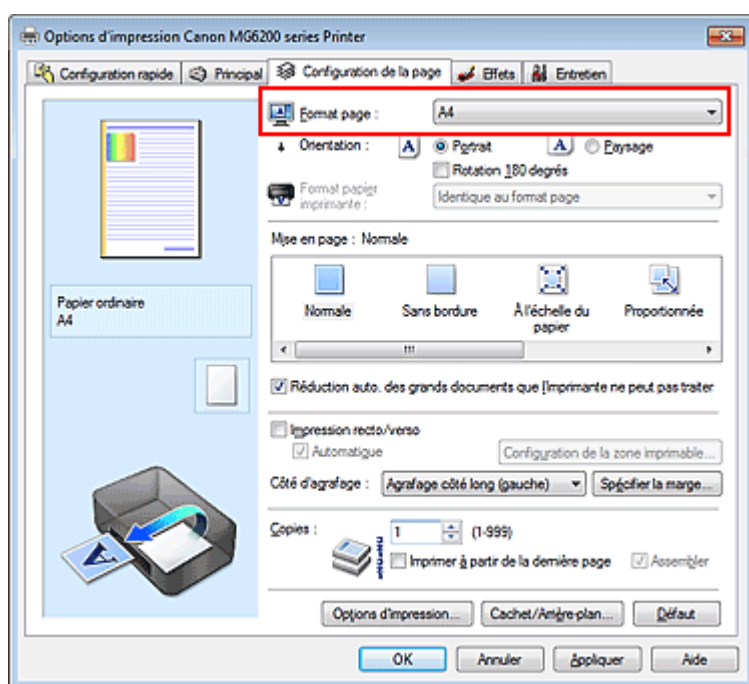 Options d'impression Canon MG6200 series Printer
Configuration rapide Principal Configuration de la page Effets Entretien
Format page : A4
Orientation : A Portrait A Paysage
Rotation 180 degrés
Format papier imprimante : Identique au format page
Mise en page : Normale
Normale Sans bordure À l'échelle du papier Proportionnée
Papier ordinaire
A4
Réduction auto. des grands documents que l'imprimante ne peut pas traiter
Impression recto/verso
Automatique Configuration de la zone imprimable...
Côté d'agrafage : Agrafage côté long (gauche) Spécifier la marge...
Copies : 1 (1-999)
Imprimer à partir de la dernière page Assembler
Options d'impression... Cachet/Arrière-plan... Défaut
OK Annuler Appliquer Aide